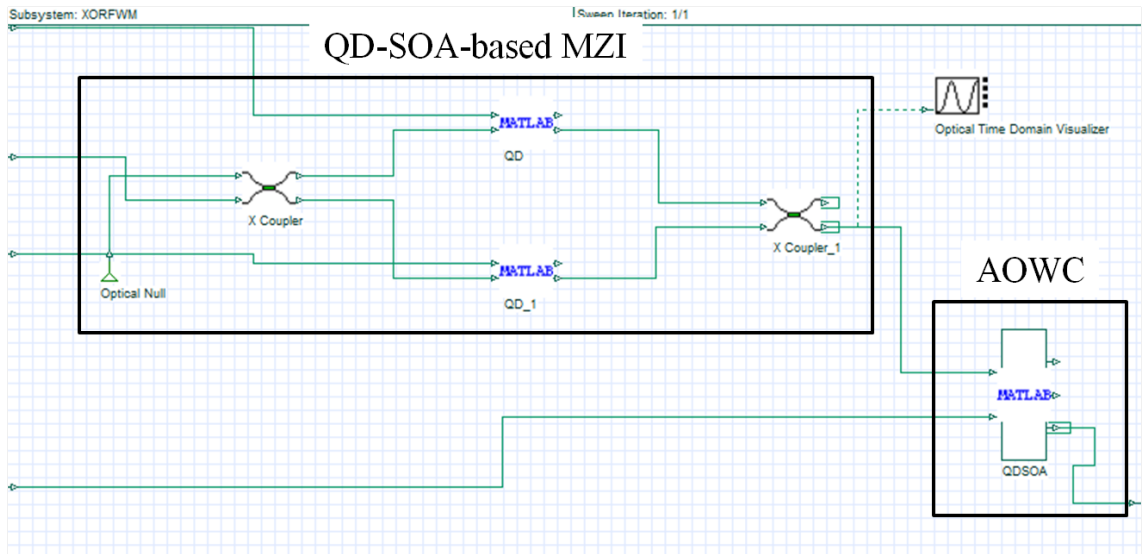 Subsystem: XORFWM
Sweep Iteration: 1/1
QD-SOA-based MZI
MATLAB
QD
Optical Time Domain Visualizer
X Coupler
X Coupler_1
MATLAB
QD_1
Optical Null
AOWC
MATLAB
QDSOA